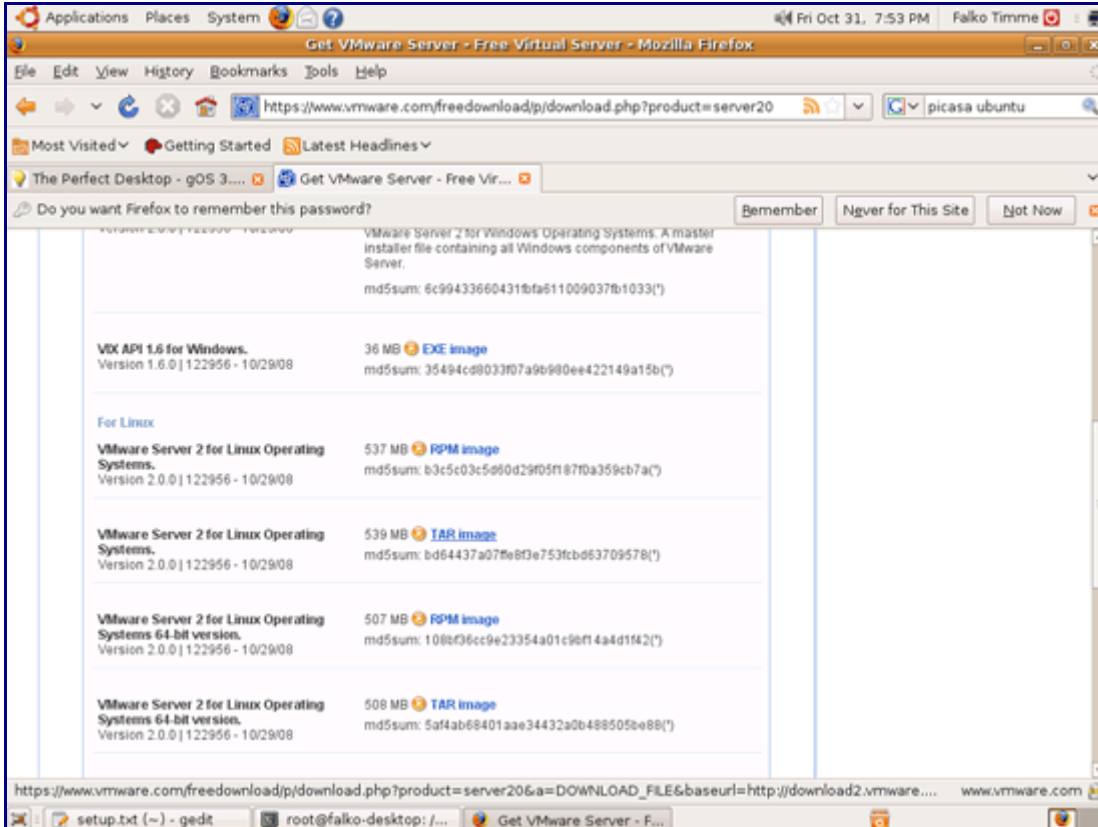 Applications Places System Fri Oct 31, 7:53 PM Falko Timme
Get VMware Server - Free Virtual Server - Mozilla Firefox
File Edit View History Bookmarks Tools Help
https://www.vmware.com/freedownload/p/download.php?product=server20 picasa ubuntu
Most Visited Getting Started Latest Headlines
The Perfect Desktop - gOS 3.... Get VMware Server - Free Vir...
Do you want Firefox to remember this password? Remember Never for This Site Not Now
Version 2.0.0 | 122956 - 10/29/08 VMware Server 2 for Windows Operating Systems. A master
installer file containing all Windows components of VMware
Server.
md5sum: 6c99433660431fbfa611009037fb1033(*)
VIX API 1.6 for Windows. 36 MB EXE image
Version 1.6.0 | 122956 - 10/29/08 md5sum: 35494cd8033f07a9b980ee422149a15b(*)
For Linux
VMware Server 2 for Linux Operating 537 MB RPM image
Systems. md5sum: b3c5c03c5d60d29f05f187f0a359cb7a(*)
Version 2.0.0 | 122956 - 10/29/08
VMware Server 2 for Linux Operating 539 MB TAR image
Systems. md5sum: bd64437a07ffe8f3e753fcbd63709578(*)
Version 2.0.0 | 122956 - 10/29/08
VMware Server 2 for Linux Operating 507 MB RPM image
Systems 64-bit version. md5sum: 108bf36cc9e23354a01c9bf14a4d1f42(*)
Version 2.0.0 | 122956 - 10/29/08
VMware Server 2 for Linux Operating 508 MB TAR image
Systems 64-bit version. md5sum: 5af4ab68401aae34432a0b488505be88(*)
Version 2.0.0 | 122956 - 10/29/08
https://www.vmware.com/freedownload/p/download.php?product=server20&a=DOWNLOAD_FILE&baseurl=http://download2.vmware.... www.vmware.com
setup.txt (~) - gedit root@falko-desktop: /... Get VMware Server - F...